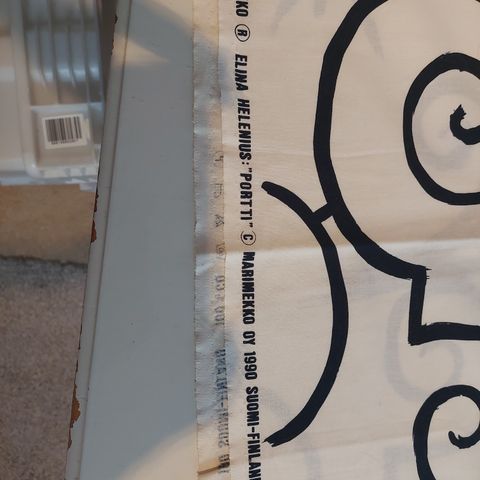 KO ® ELINA HELENIUS: "PORTTI" © MARIMEKKO OY 1990 SUOMI-FINLAN